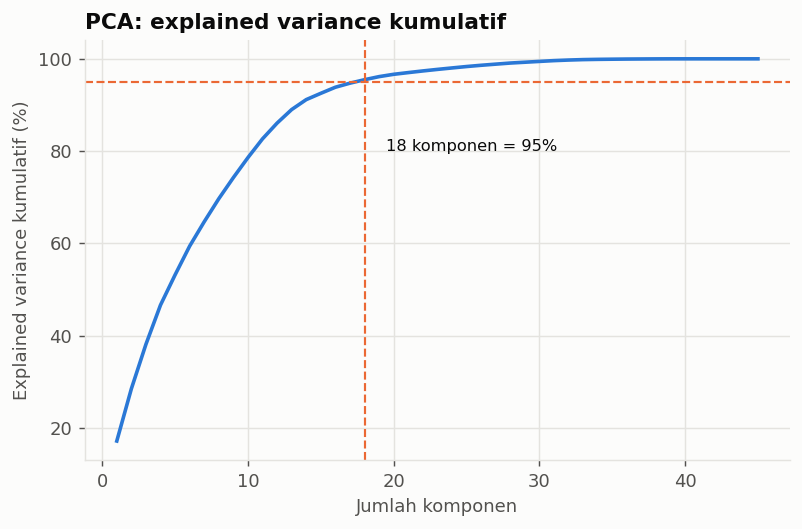 PCA: explained variance kumulatif
Explained variance kumulatif (%)
100
80
60
40
20
18 komponen = 95%
0 10 20 30 40
Jumlah komponen